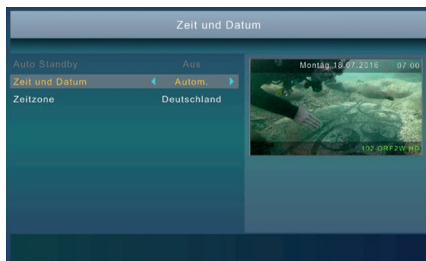 Zeit und Datum
Auto Standby Aus
Zeit und Datum Autom.
Zeitzone Deutschland
Montag 18.07.2016 07:00
102-ORF2W HD